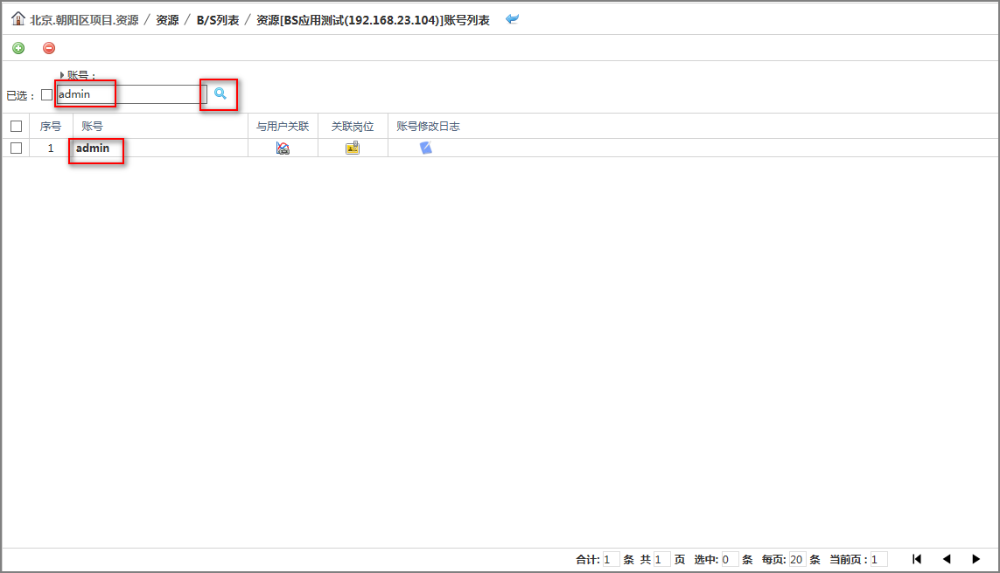 北京.朝阳区项目.资源 / 资源 / B/S列表 / 资源[BS应用测试(192.168.23.104)]账号列表
账号：
已选： admin
序号 账号 与用户关联 关联岗位 账号修改日志
1 admin
合计: 1 条 共 1 页 选中: 0 条 每页: 20 条 当前页 : 1